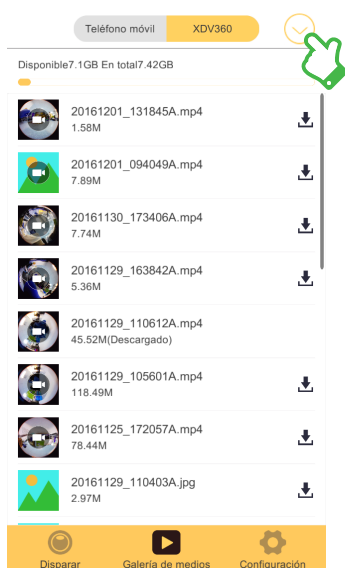 Teléfono móvil XDV360
Disponible7.1GB En total7.42GB
20161201_131845A.mp4
1.58M
20161201_094049A.mp4
7.89M
20161130_173406A.mp4
7.74M
20161129_163842A.mp4
5.36M
20161129_110612A.mp4
45.52M(Descargado)
20161129_105601A.mp4
118.49M
20161125_172057A.mp4
78.44M
20161129_110403A.jpg
2.97M
Disparar Galería de medios Configuración